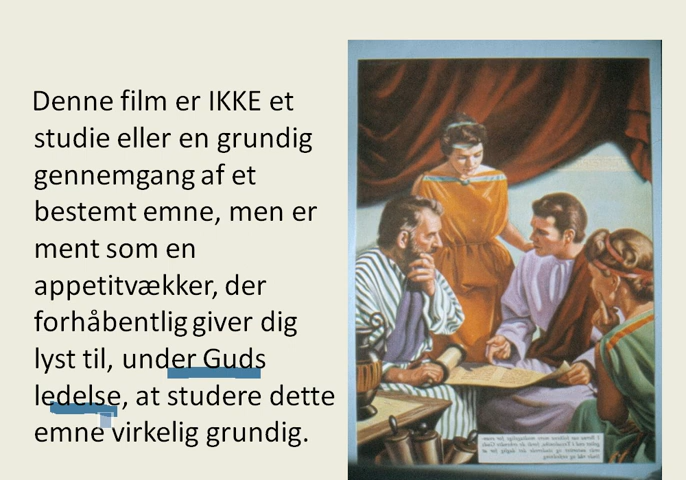 Denne film er IKKE et
studie eller en grundig
gennemgang af et
bestemt emne, men er
ment som en
appetitvækker, der
forhåbentlig giver dig
lyst til, under Guds
ledelse, at studere dette
emne virkelig grundig.